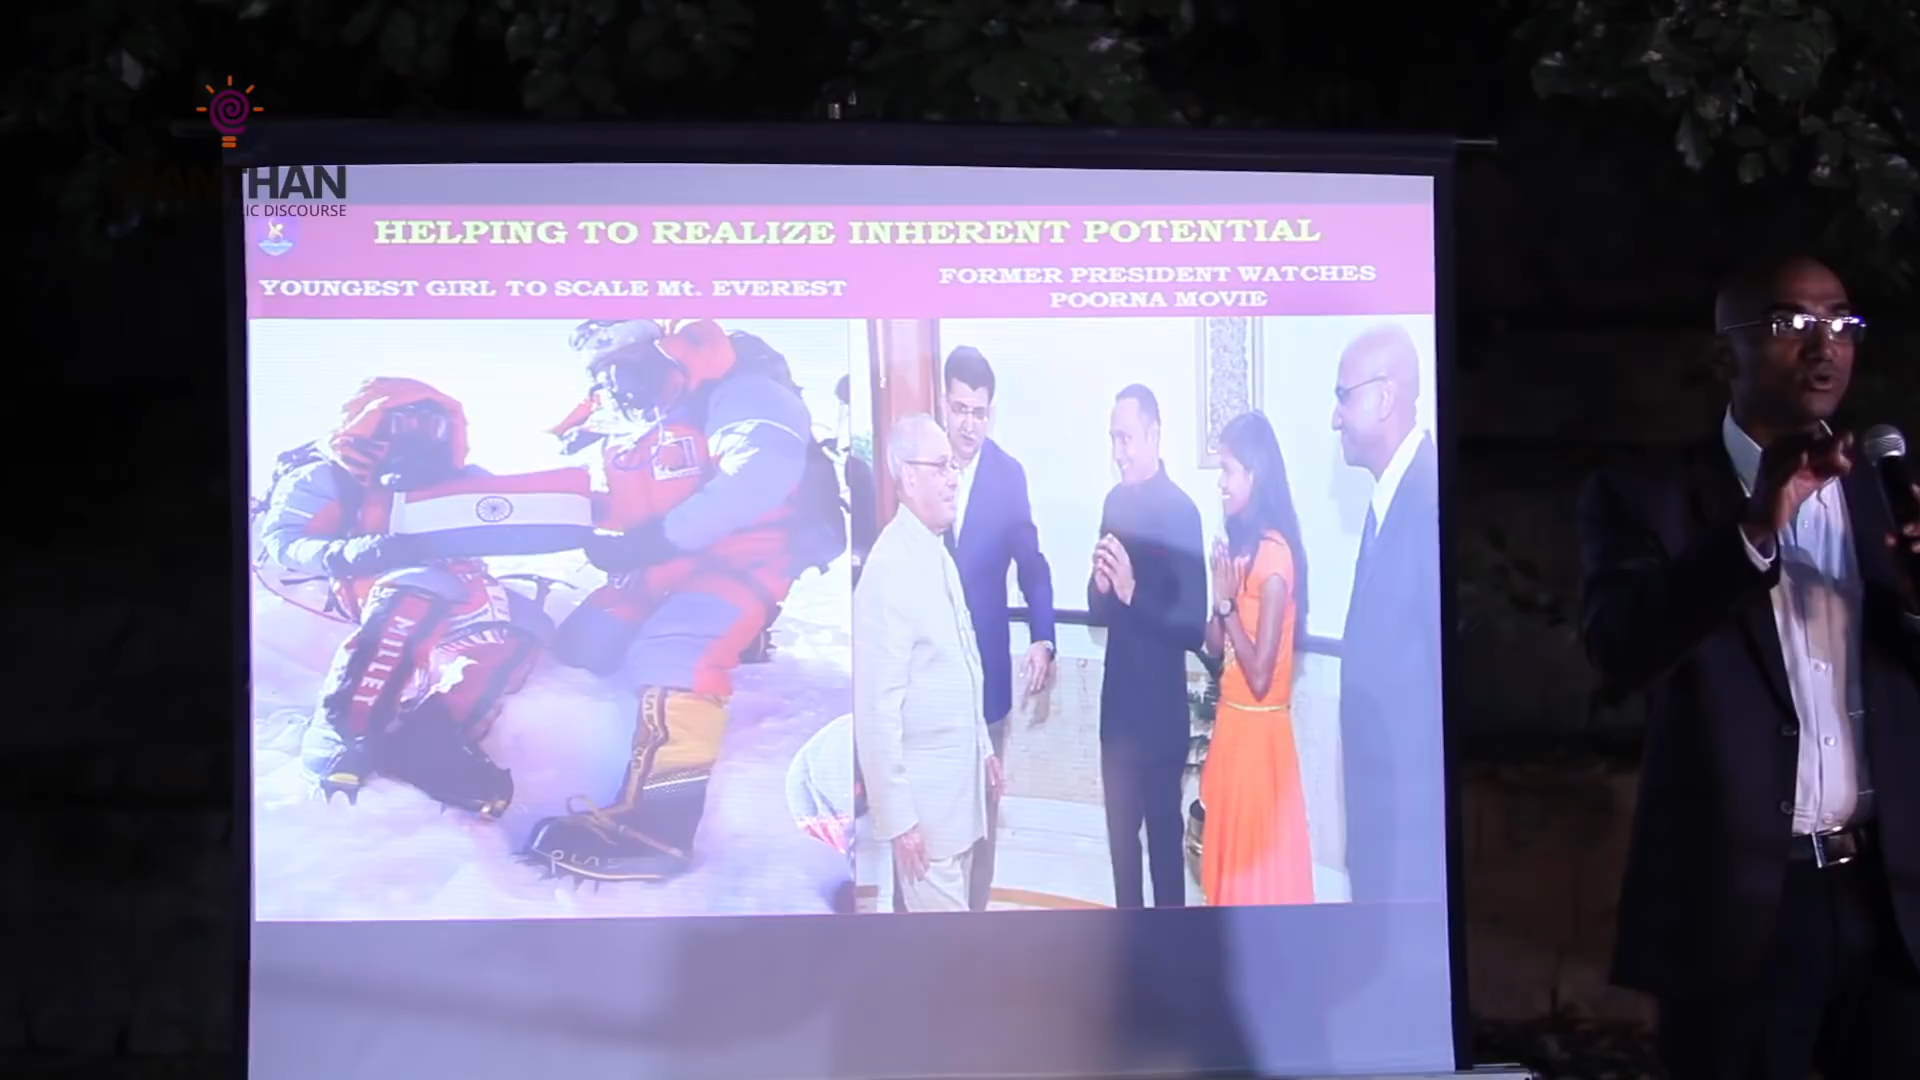 THAN
IC DISCOURSE
HELPING TO REALIZE INHERENT POTENTIAL
YOUNGEST GIRL TO SCALE Mt. EVEREST
FORMER PRESIDENT WATCHES
POORNA MOVIE
MILLET